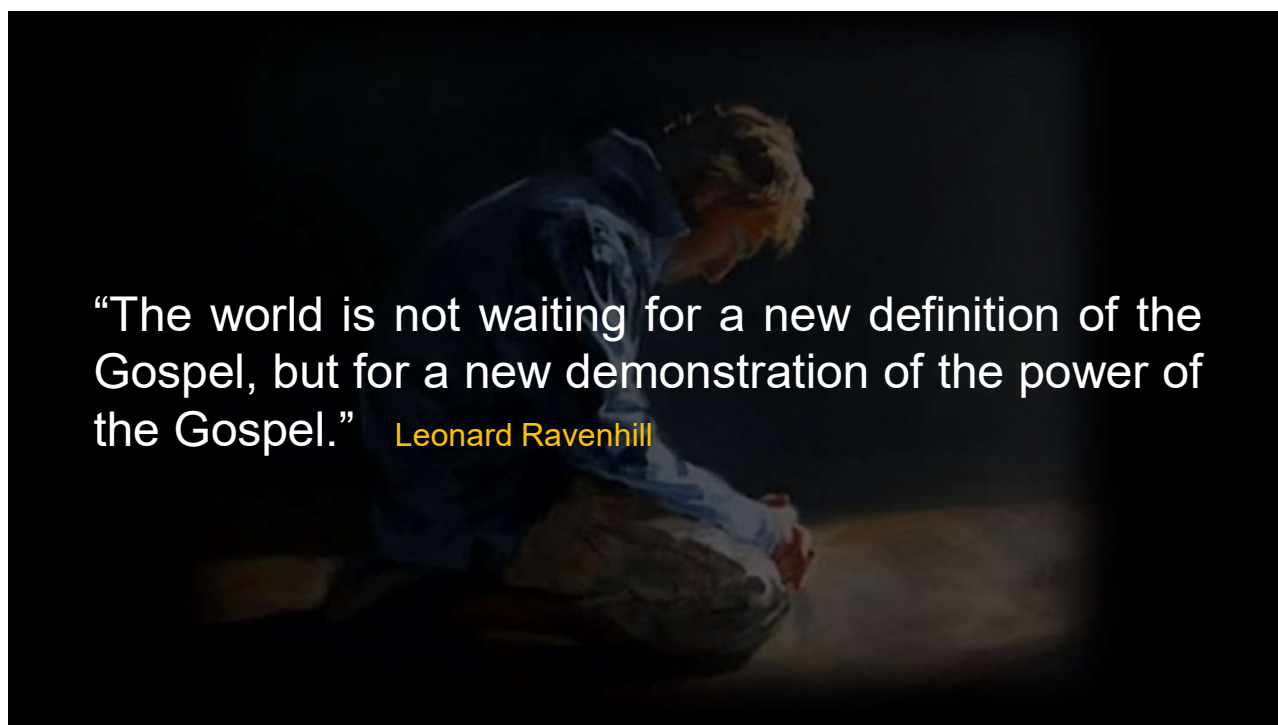 “The world is not waiting for a new definition of the
Gospel, but for a new demonstration of the power of
the Gospel.” Leonard Ravenhill